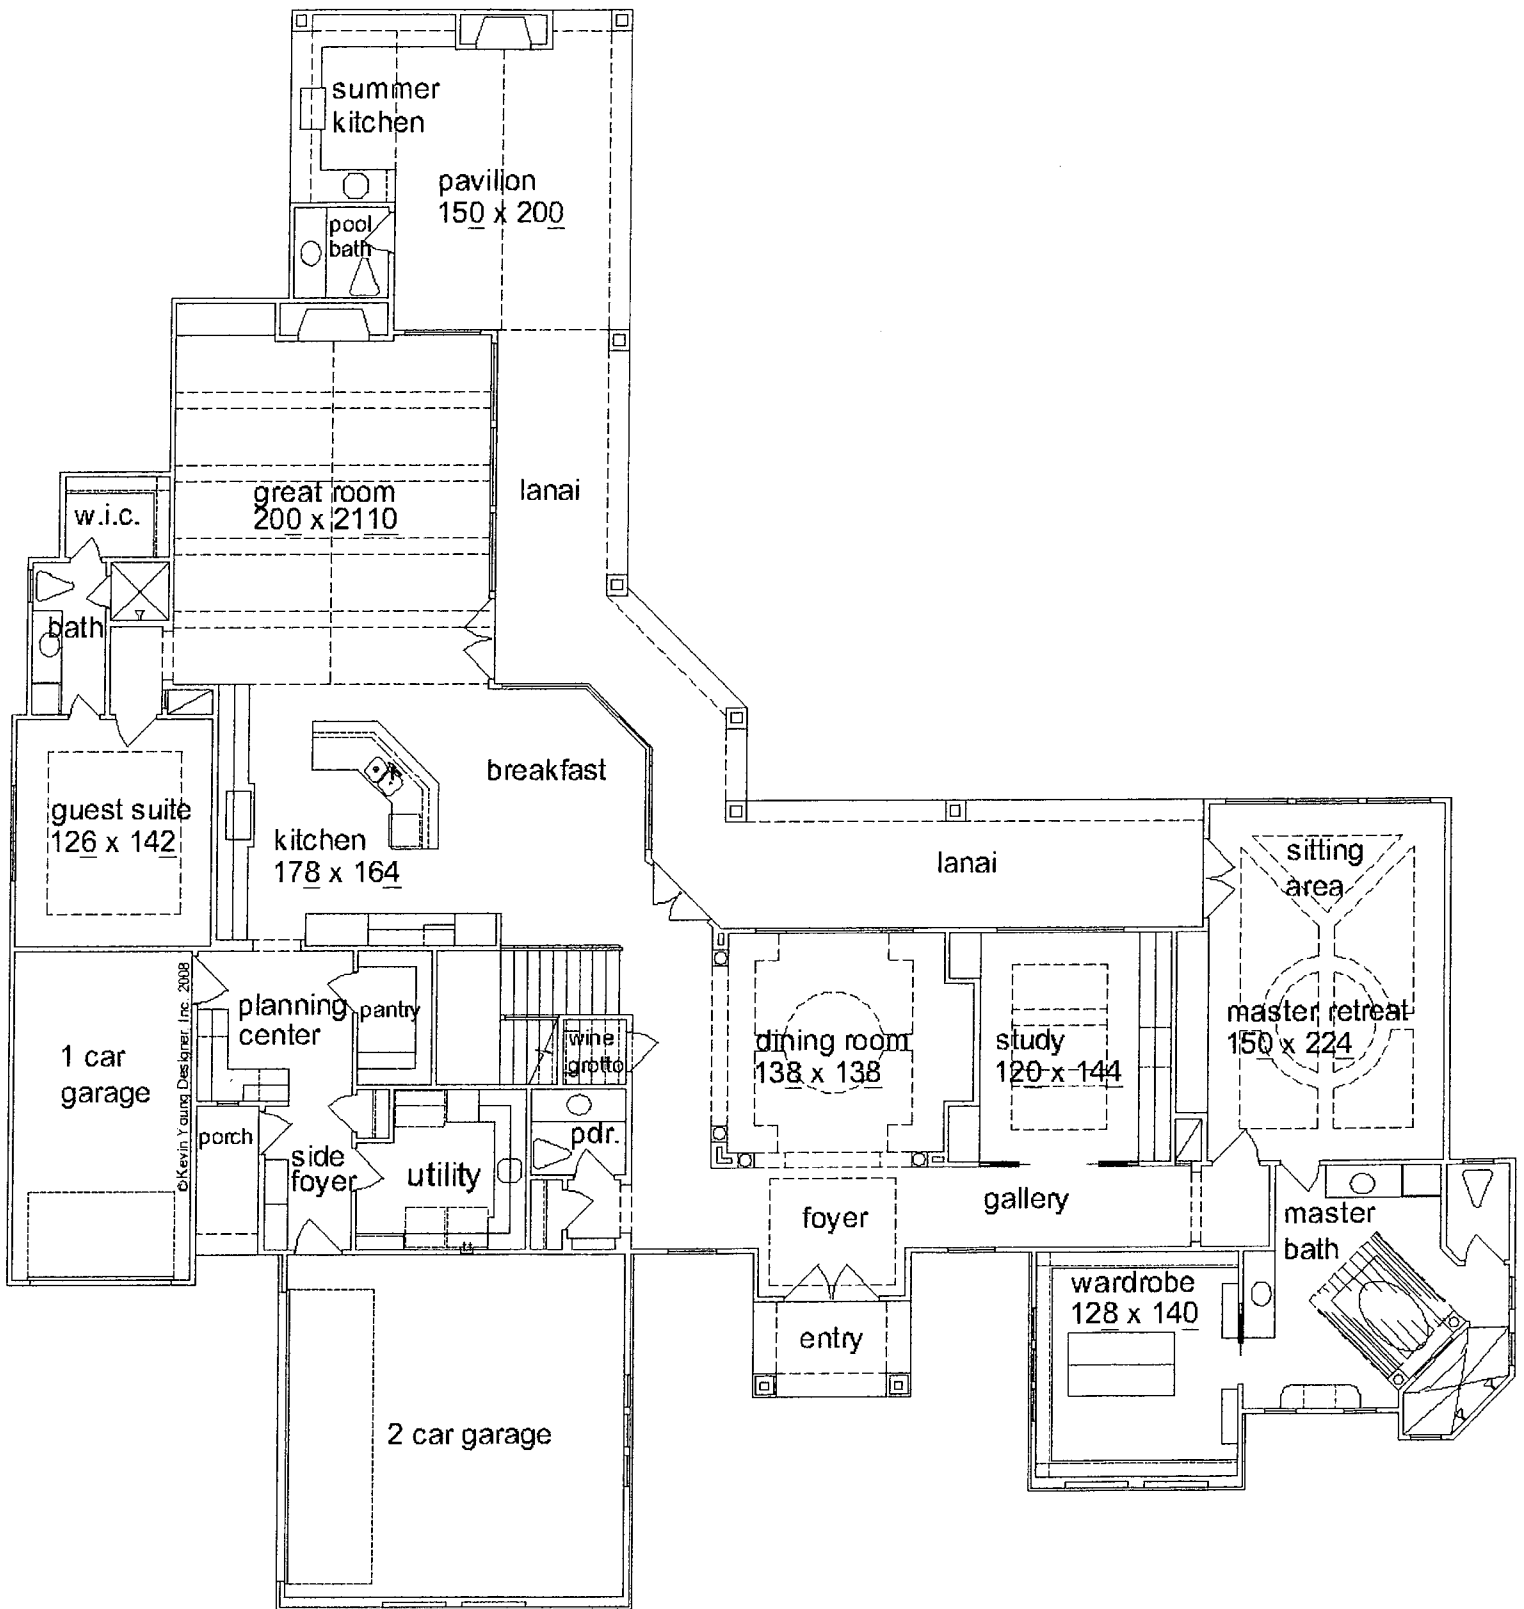 summer
kitchen
pavilion
150 x 200
pool
bath
great room
200 x 2110
lanai
w.i.c.
bath
breakfast
guest suite
126 x 142
kitchen
178 x 164
lanai
sitting
area
©Kevin Young Designer Inc. 2008
planning
center
pantry
1 car
garage
wine
grotto
dining room
138 x 138
study
120 x 144
master retreat
150 x 224
porch
side
foyer
utility
pdr.
foyer
gallery
master
bath
wardrobe
128 x 140
entry
2 car garage